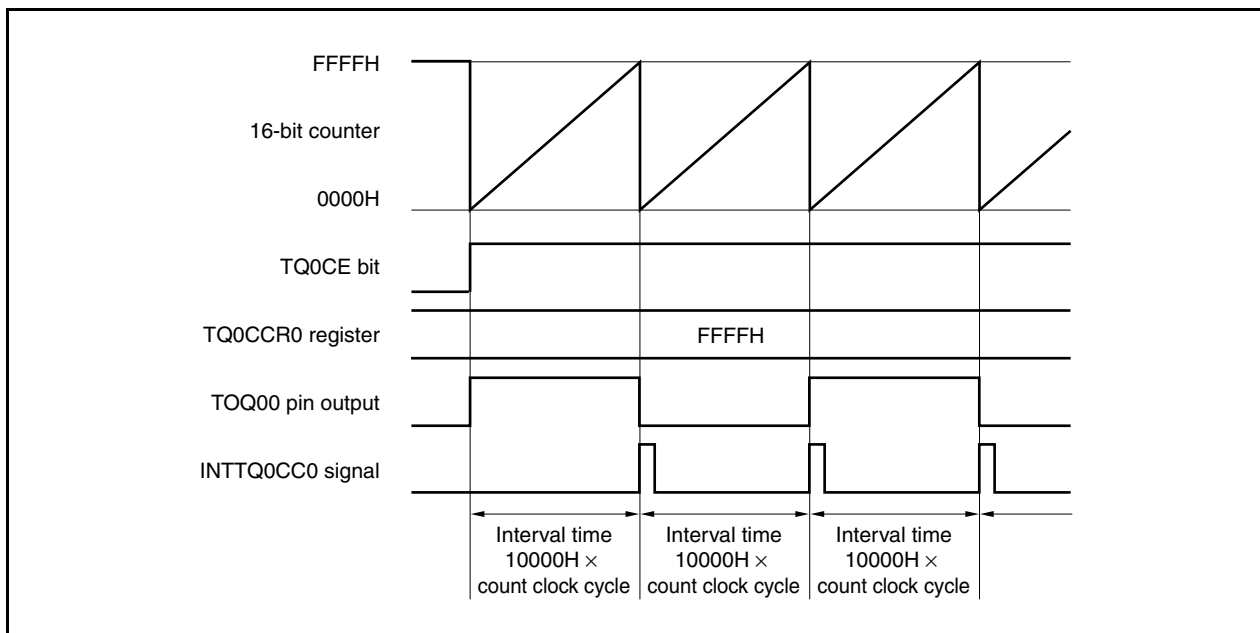 FFFFH
16-bit counter
0000H
TQ0CE bit
TQ0CCR0 register
FFFFH
TOQ00 pin output
INTTQ0CC0 signal
Interval time
10000H ×
count clock cycle
Interval time
10000H ×
count clock cycle
Interval time
10000H ×
count clock cycle